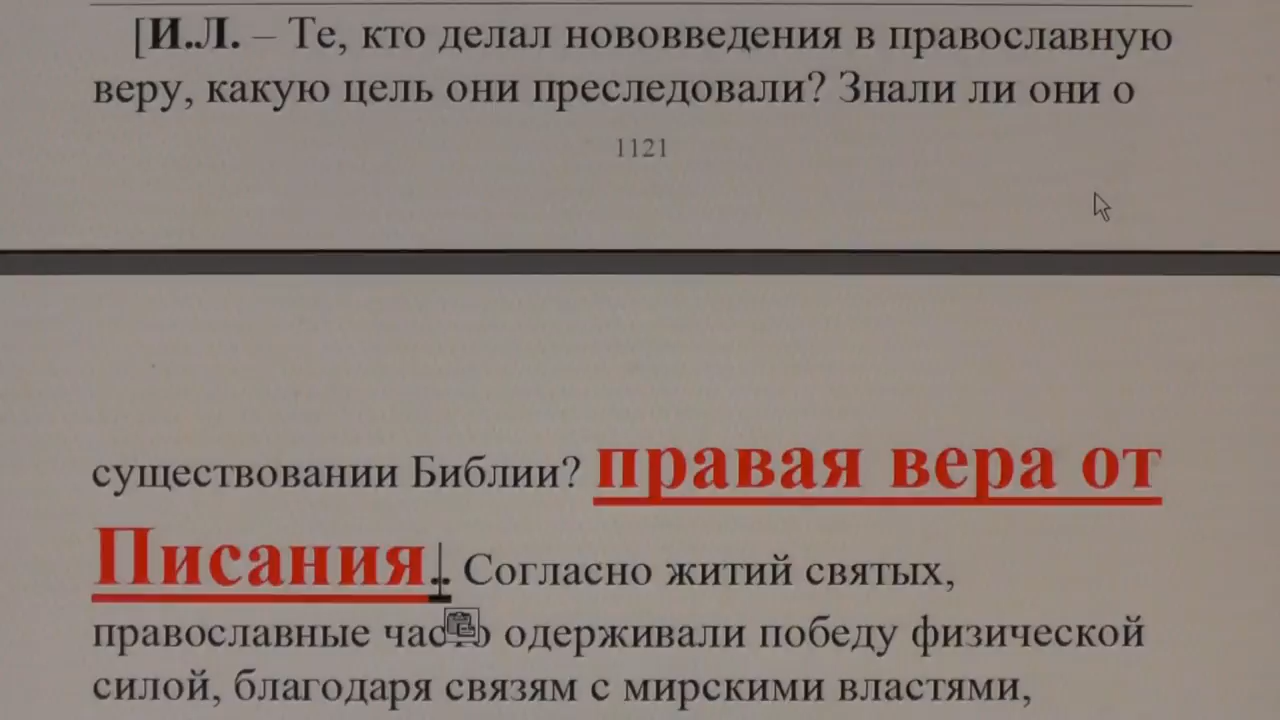 [И.Л. – Те, кто делал нововведения в православную
веру, какую цель они преследовали? Знали ли они о
1121
существовании Библии? правая вера от
Писания. Согласно житий святых,
православные часто одерживали победу физической
силой, благодаря связям с мирскими властями,